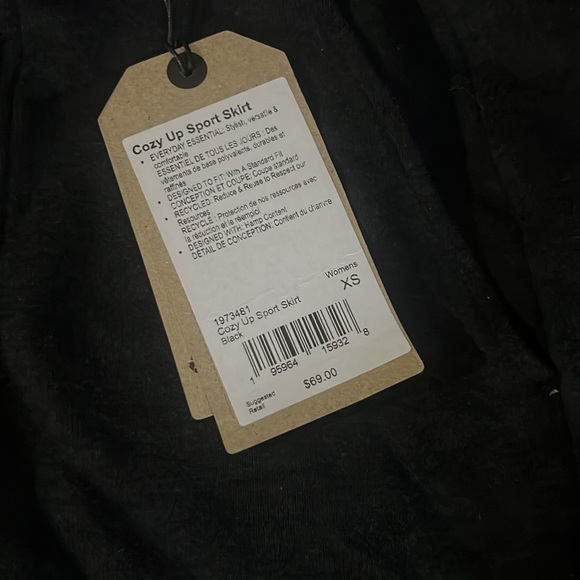 Cozy Up Sport Skirt
• EVERYDAY ESSENTIAL: Stylish, versatile &
comfortable
ESSENTIEL DE TOUS LES JOURS : Des
vêtements de base polyvalents, durables et
raffinés
• DESIGNED TO FIT: With A Standard Fit
CONCEPTION ET COUPE: Coupe standard
• RECYCLED: Reduce & Reuse to Respect our
Resources
RECYCLÉ : Protection de nos ressources avec
la réduction et le réemploi
• DESIGNED WITH: Hemp Content
DÉTAIL DE CONCEPTION: Contient du chanvre
1973481
Womens
Cozy Up Sport Skirt
XS
Black
1 95964 15932 8
Suggested
Retail
$69.00